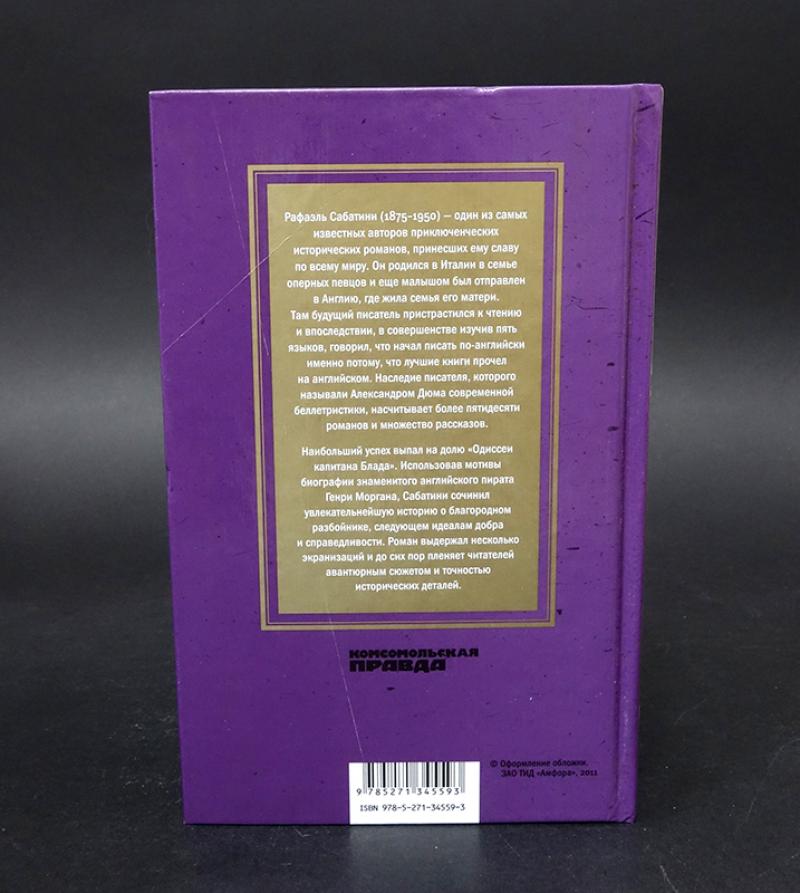 Рафаэль Сабатини (1875–1950) — один из самых
известных авторов приключенческих
исторических романов, принесших ему славу
по всему миру. Он родился в Италии в семье
оперных певцов и еще малышом был отправлен
в Англию, где жила семья его матери.
Там будущий писатель пристрастился к чтению
и впоследствии, в совершенстве изучив пять
языков, говорил, что начал писать по-английски
именно потому, что лучшие книги прочел
на английском. Наследие писателя, которого
называли Александром Дюма современной
беллетристики, насчитывает более пятидесяти
романов и множество рассказов.
Наибольший успех выпал на долю «Одиссеи
капитана Блада». Использовав мотивы
биографии знаменитого английского пирата
Генри Моргана, Сабатини сочинил
увлекательнейшую историю о благородном
разбойнике, следующем идеалам добра
и справедливости. Роман выдержал несколько
экранизаций и до сих пор пленяет читателей
авантюрным сюжетом и точностью
исторических деталей.
КОМСОМОЛЬСКАЯ
ПРАВДА
© Оформление обложки.
ЗАО ТИД «Амфора», 2011
9 785271 345593
ISBN 978-5-271-34559-3